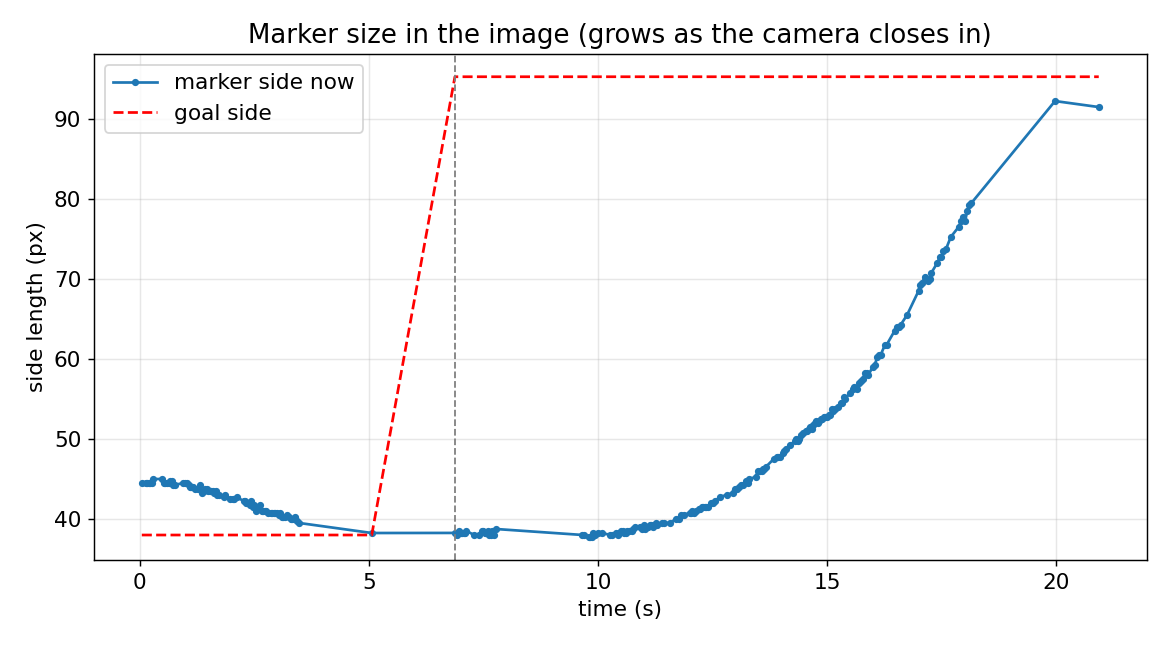 Marker size in the image (grows as the camera closes in)
marker side now
goal side
side length (px)
90
80
70
60
50
40
0 5 10 15 20
time (s)